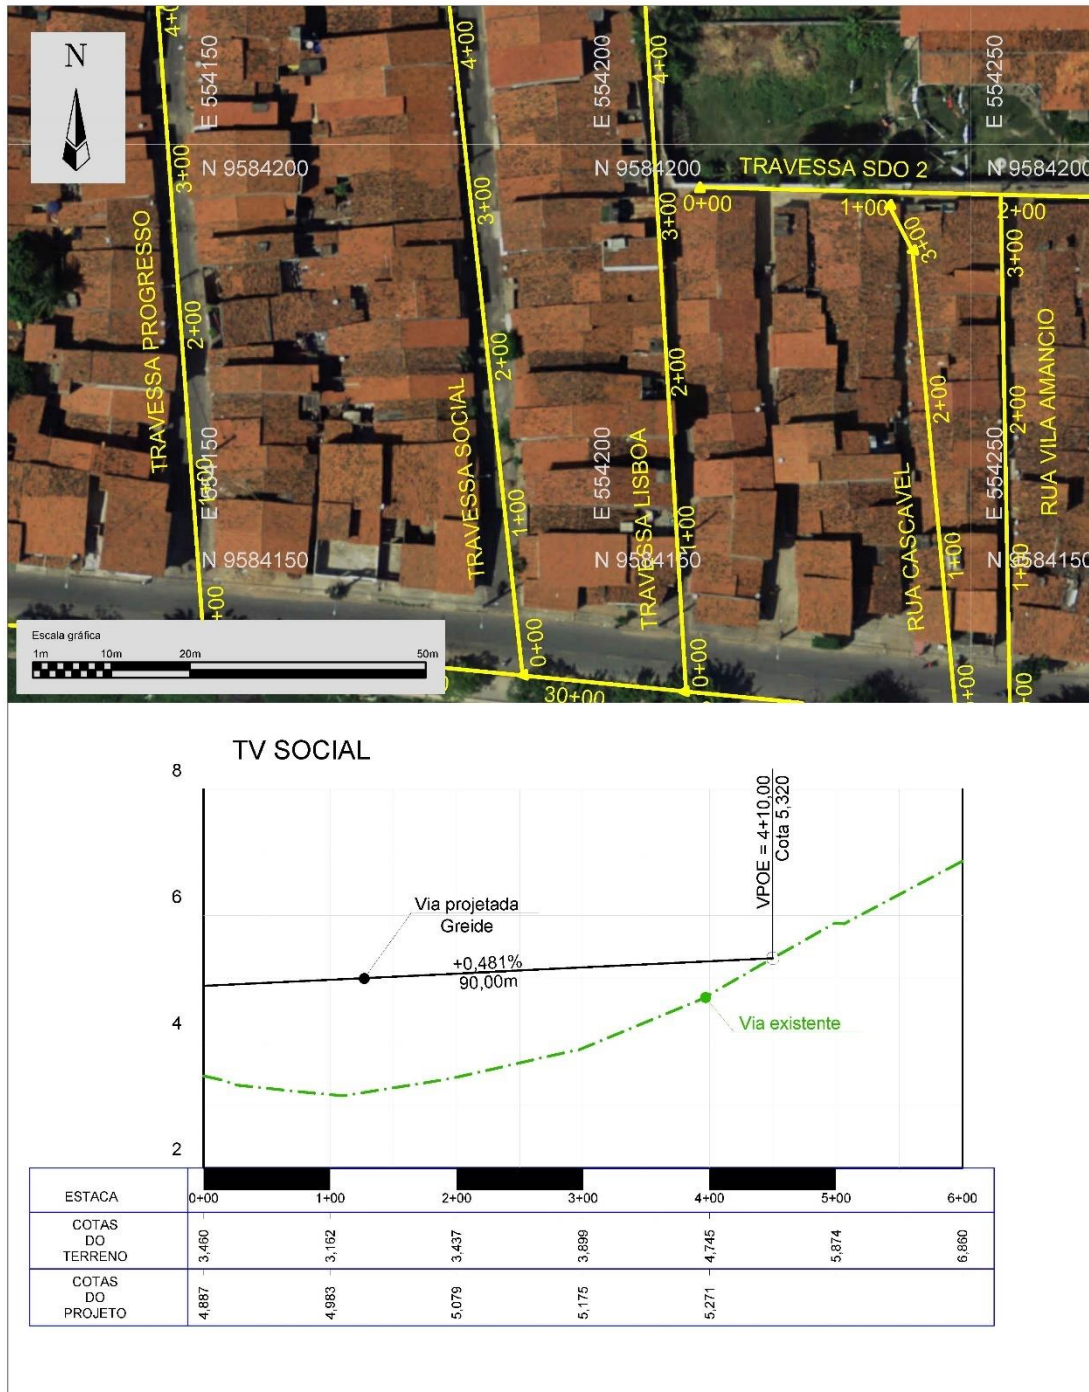 4+00
4+00
4+00
N
E 554150
E 554200
E 554250
3+00
N 9584200
3+00
N 9584200
TRAVESSA SDO 2
N 9584200
0+00
1+00
2+00
3+00
3+00
3+00
TRAVESSA PROGRESSO
2+00
2+00
2+00
2+00
2+00
RUA VILA AMANCIO
TRAVESSA SOCIAL
TRAVESSA LISBOA
RUA CASCAVEL
E 554150
E 554200
E 554250
1+00
1+00
1+00
1+00
1+00
N 9584150
N 9584150
N 9584150
+00
0+00
0+00
+00
+00
30+00
Escala gráfica
1m 10m 20m 50m
TV SOCIAL
8
6
4
2
VPOE = 4+10,00
Cota 5,320
Via projetada
Greide
+0,481%
90,00m
Via existente
ESTACA 0+00 1+00 2+00 3+00 4+00 5+00 6+00
COTAS
DO
TERRENO
3,460 3,162 3,437 3,899 4,745 5,874 6,860
COTAS
DO
PROJETO
4,887 4,983 5,079 5,175 5,271